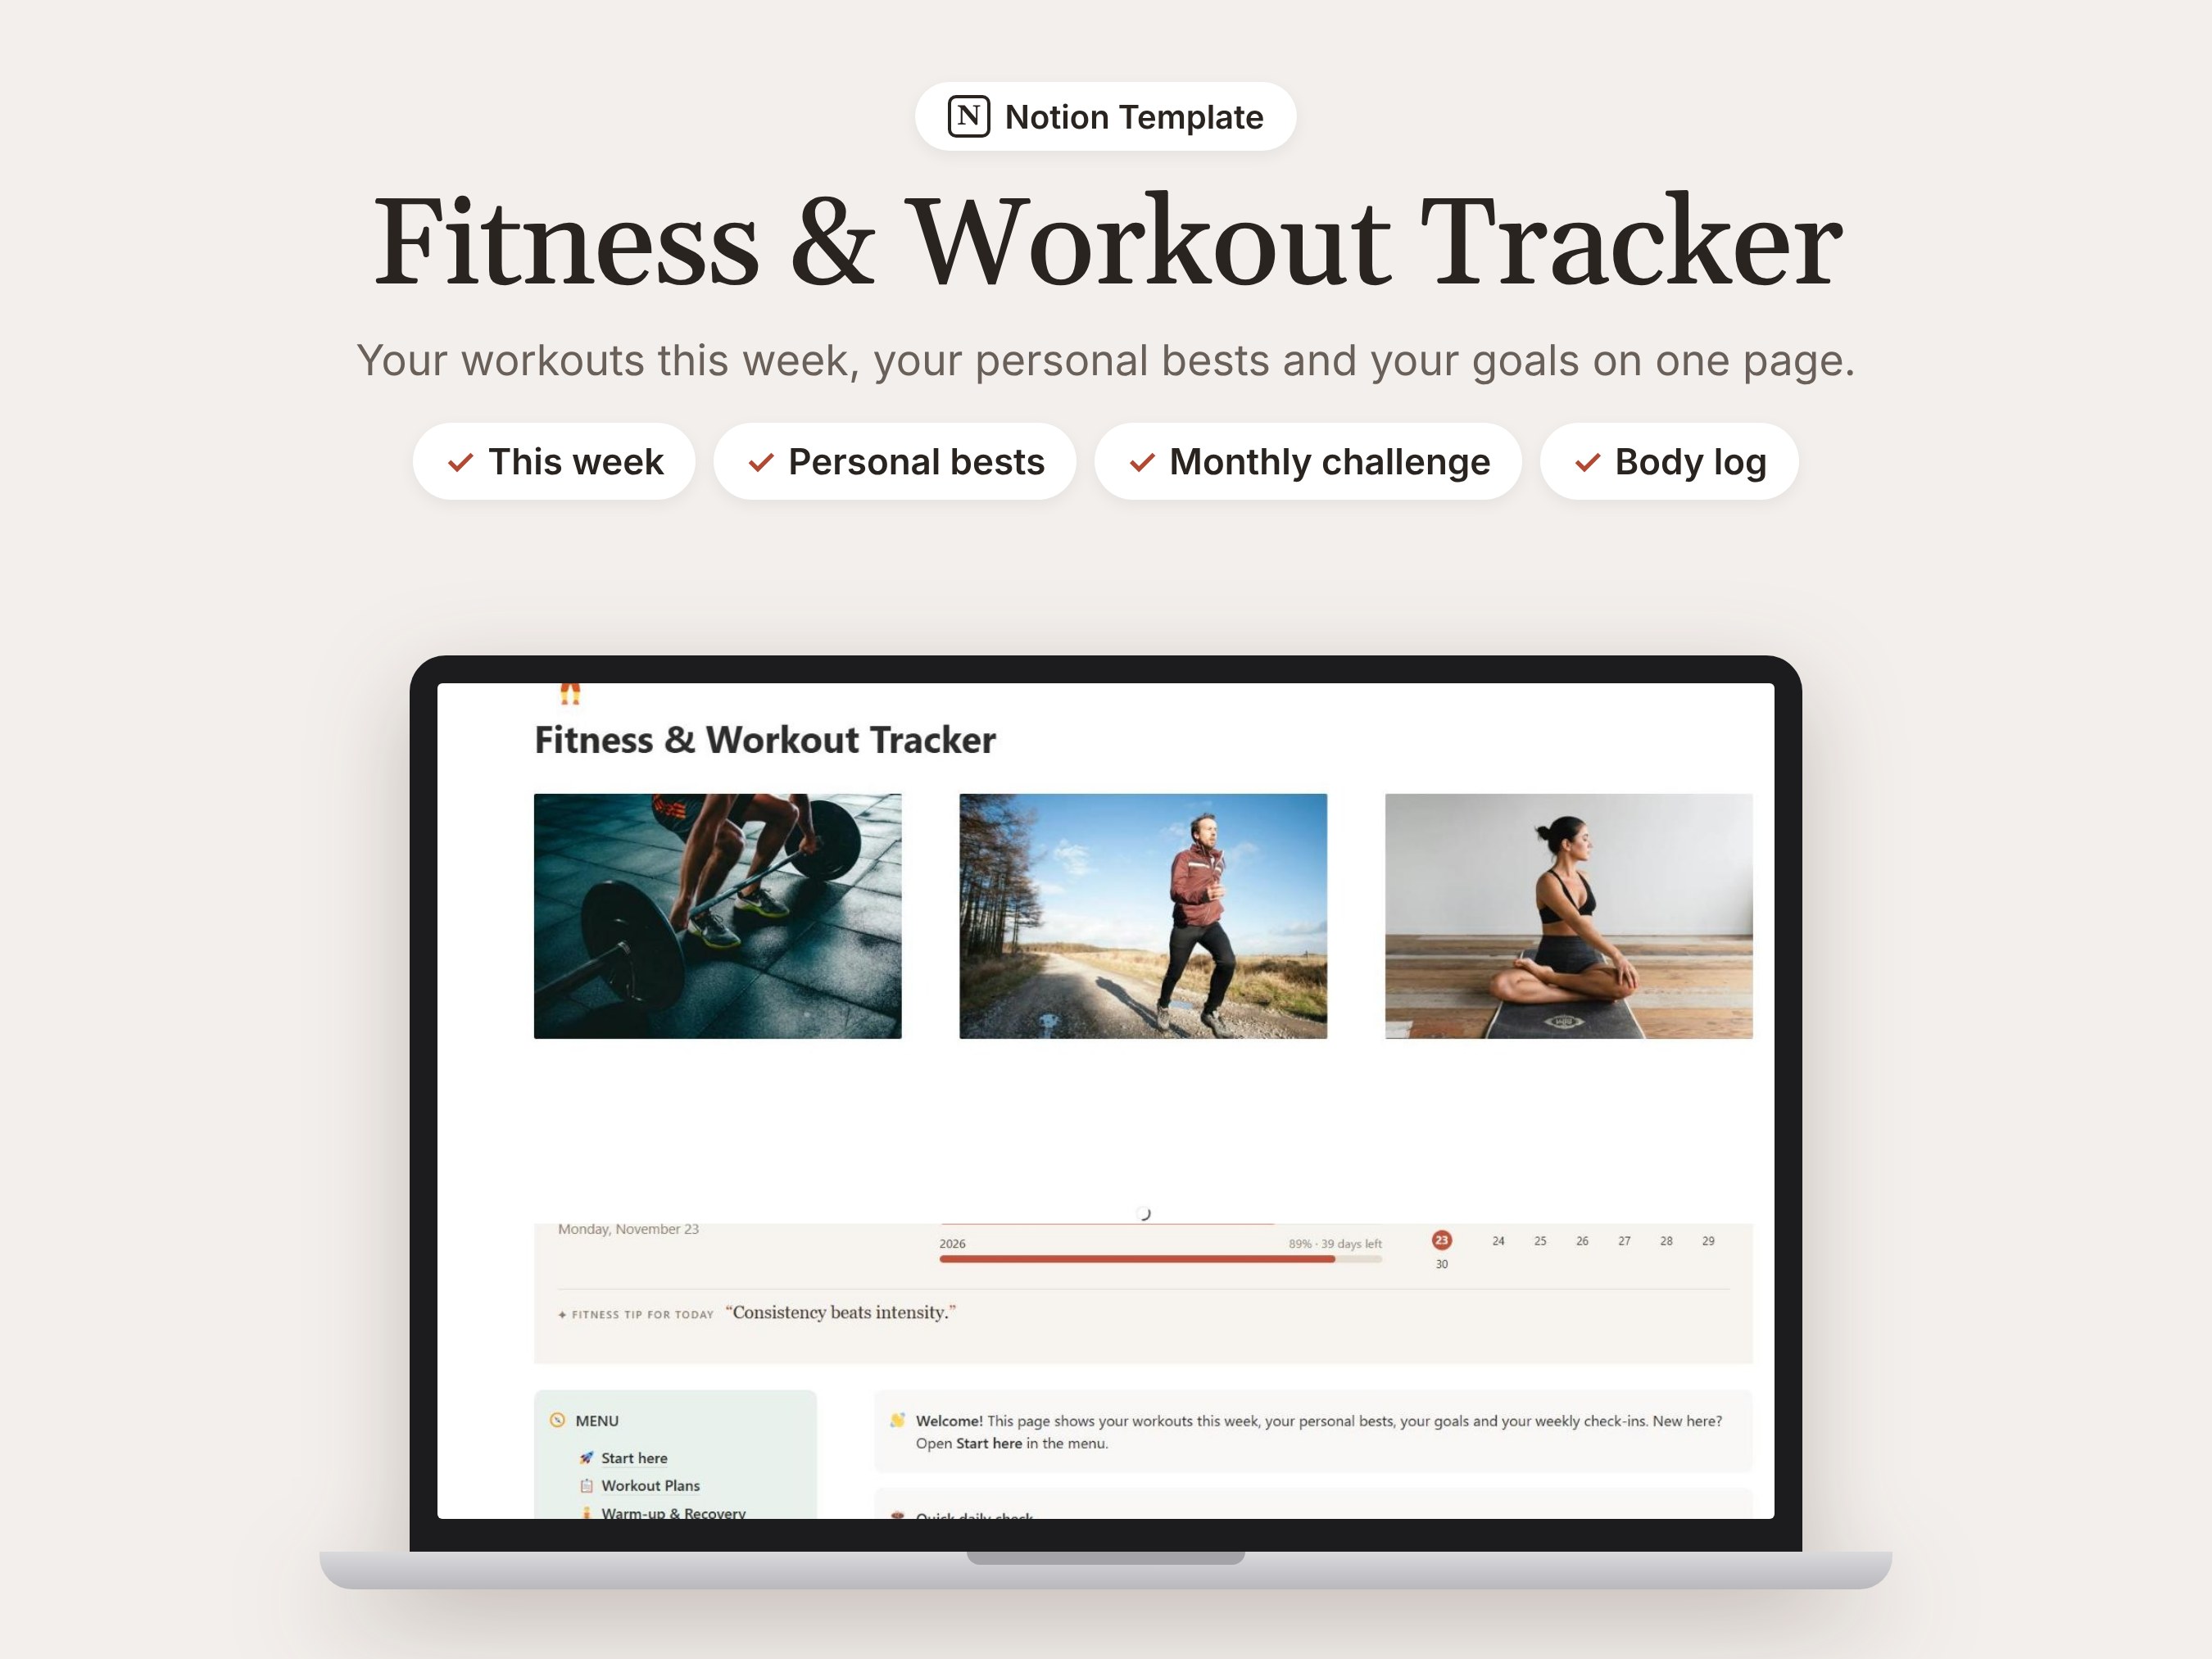 N Notion Template
Fitness & Workout Tracker
Your workouts this week, your personal bests and your goals on one page.
✓ This week ✓ Personal bests ✓ Monthly challenge ✓ Body log
Fitness & Workout Tracker
Monday, November 23
2026 89% · 39 days left
23 24 25 26 27 28 29
30
✦ FITNESS TIP FOR TODAY “Consistency beats intensity.”
MENU
Start here
Workout Plans
Warm-up & Recovery
Welcome! This page shows your workouts this week, your personal bests, your goals and your weekly check-ins. New here?
Open Start here in the menu.
Quick daily check